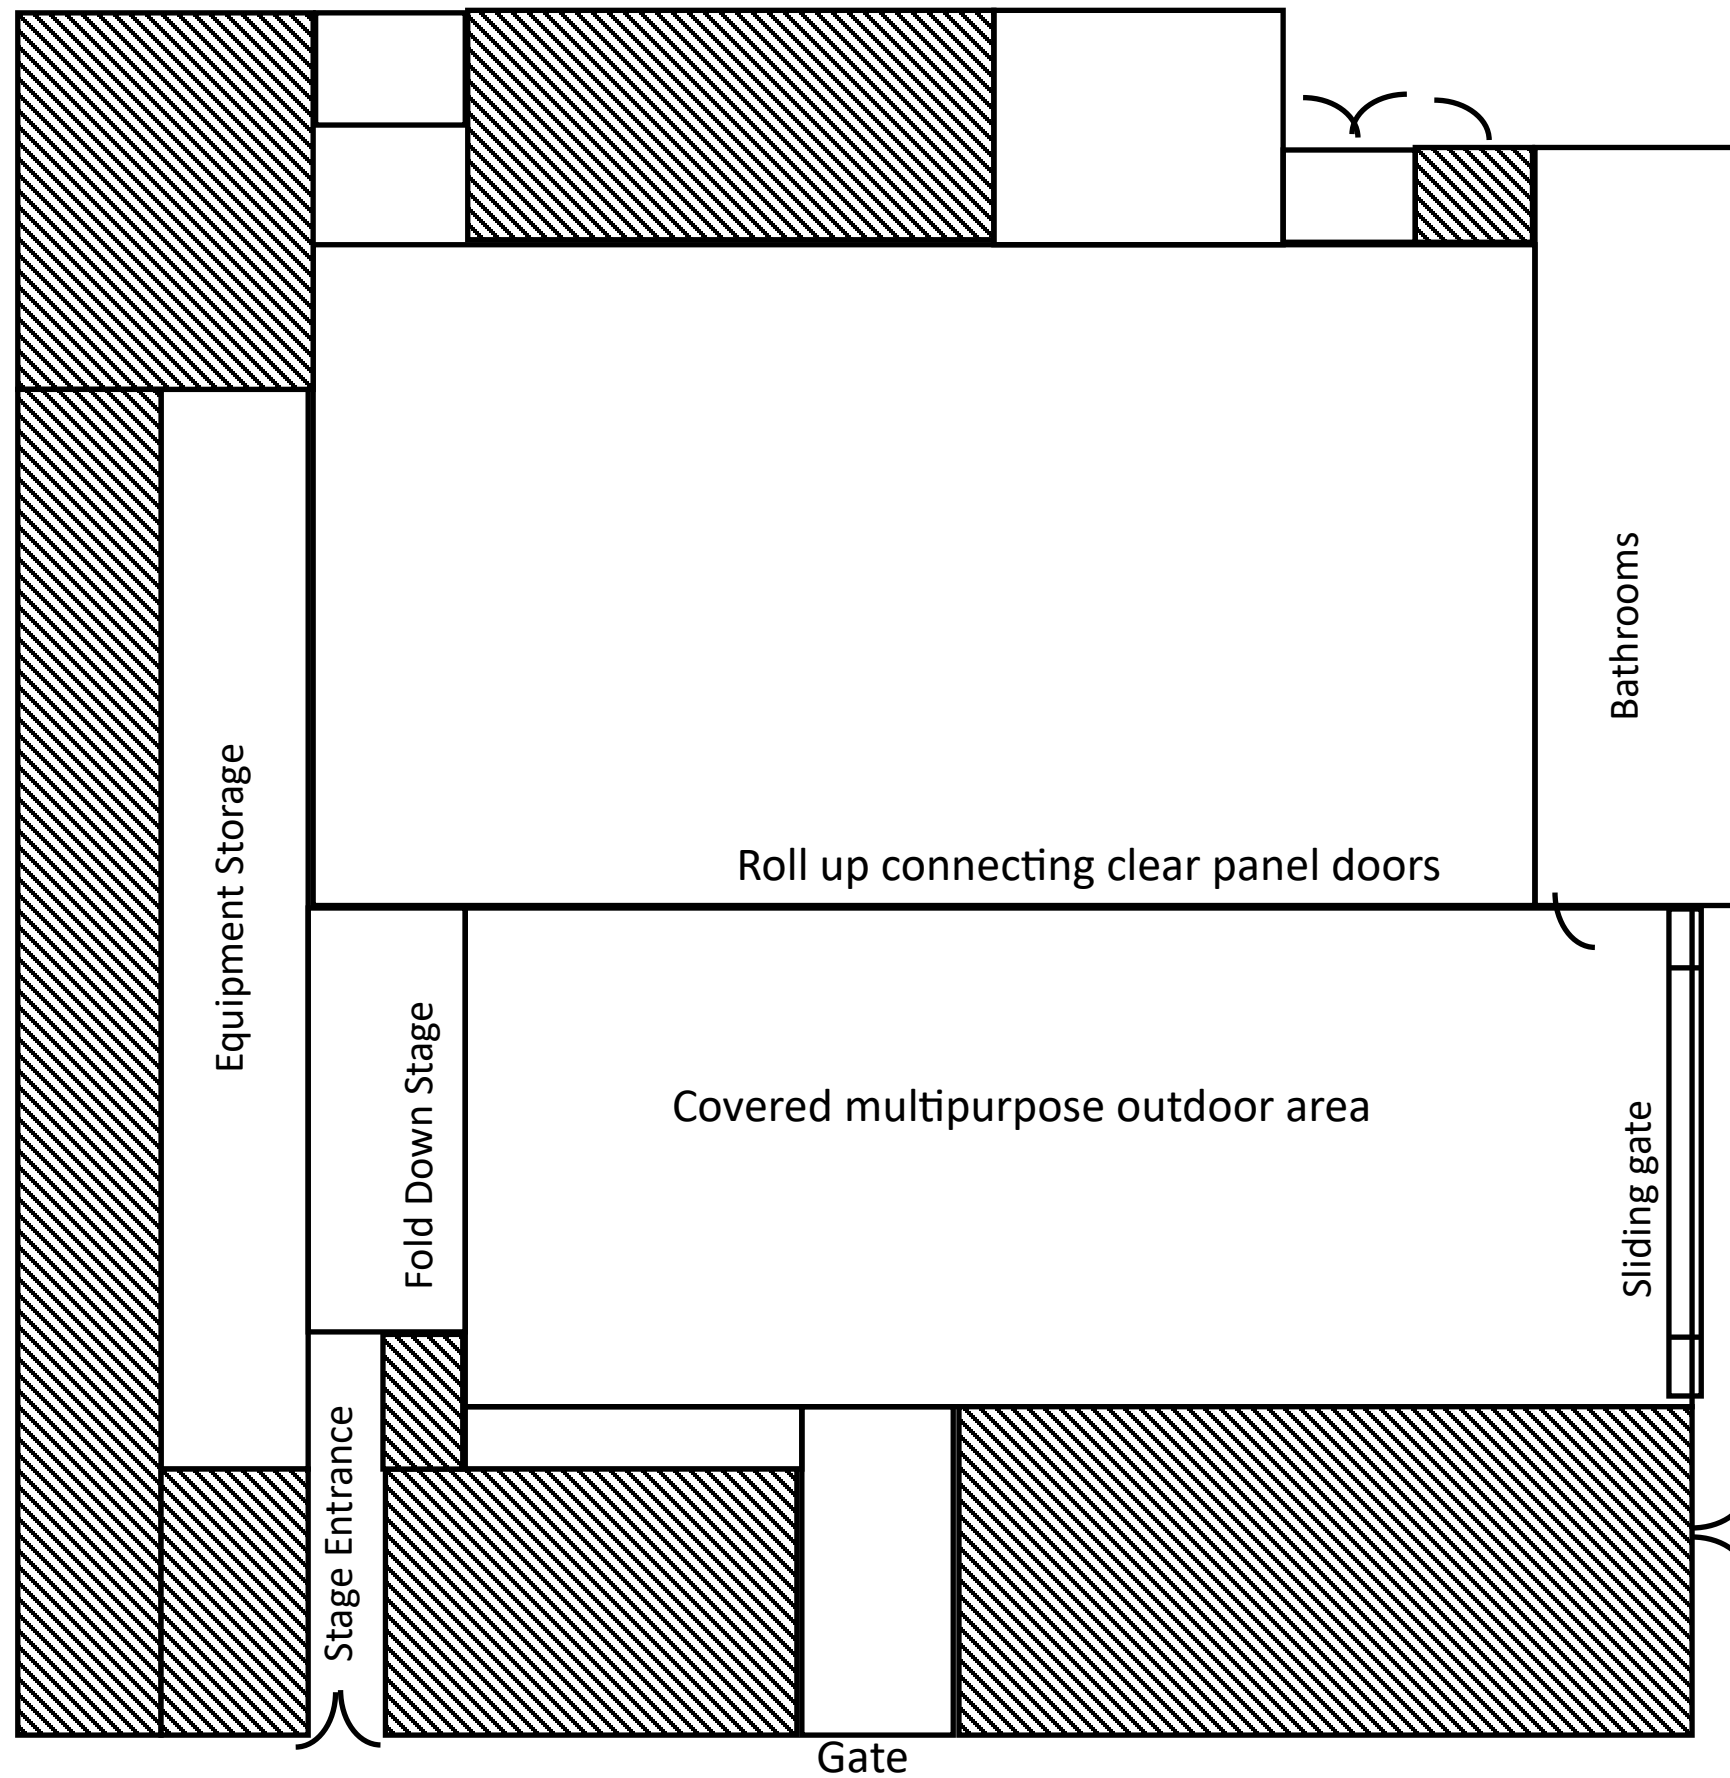 Bathrooms
Equipment Storage
Roll up connecting clear panel doors
Fold Down Stage
Covered multipurpose outdoor area
Sliding gate
Stage Entrance
Gate